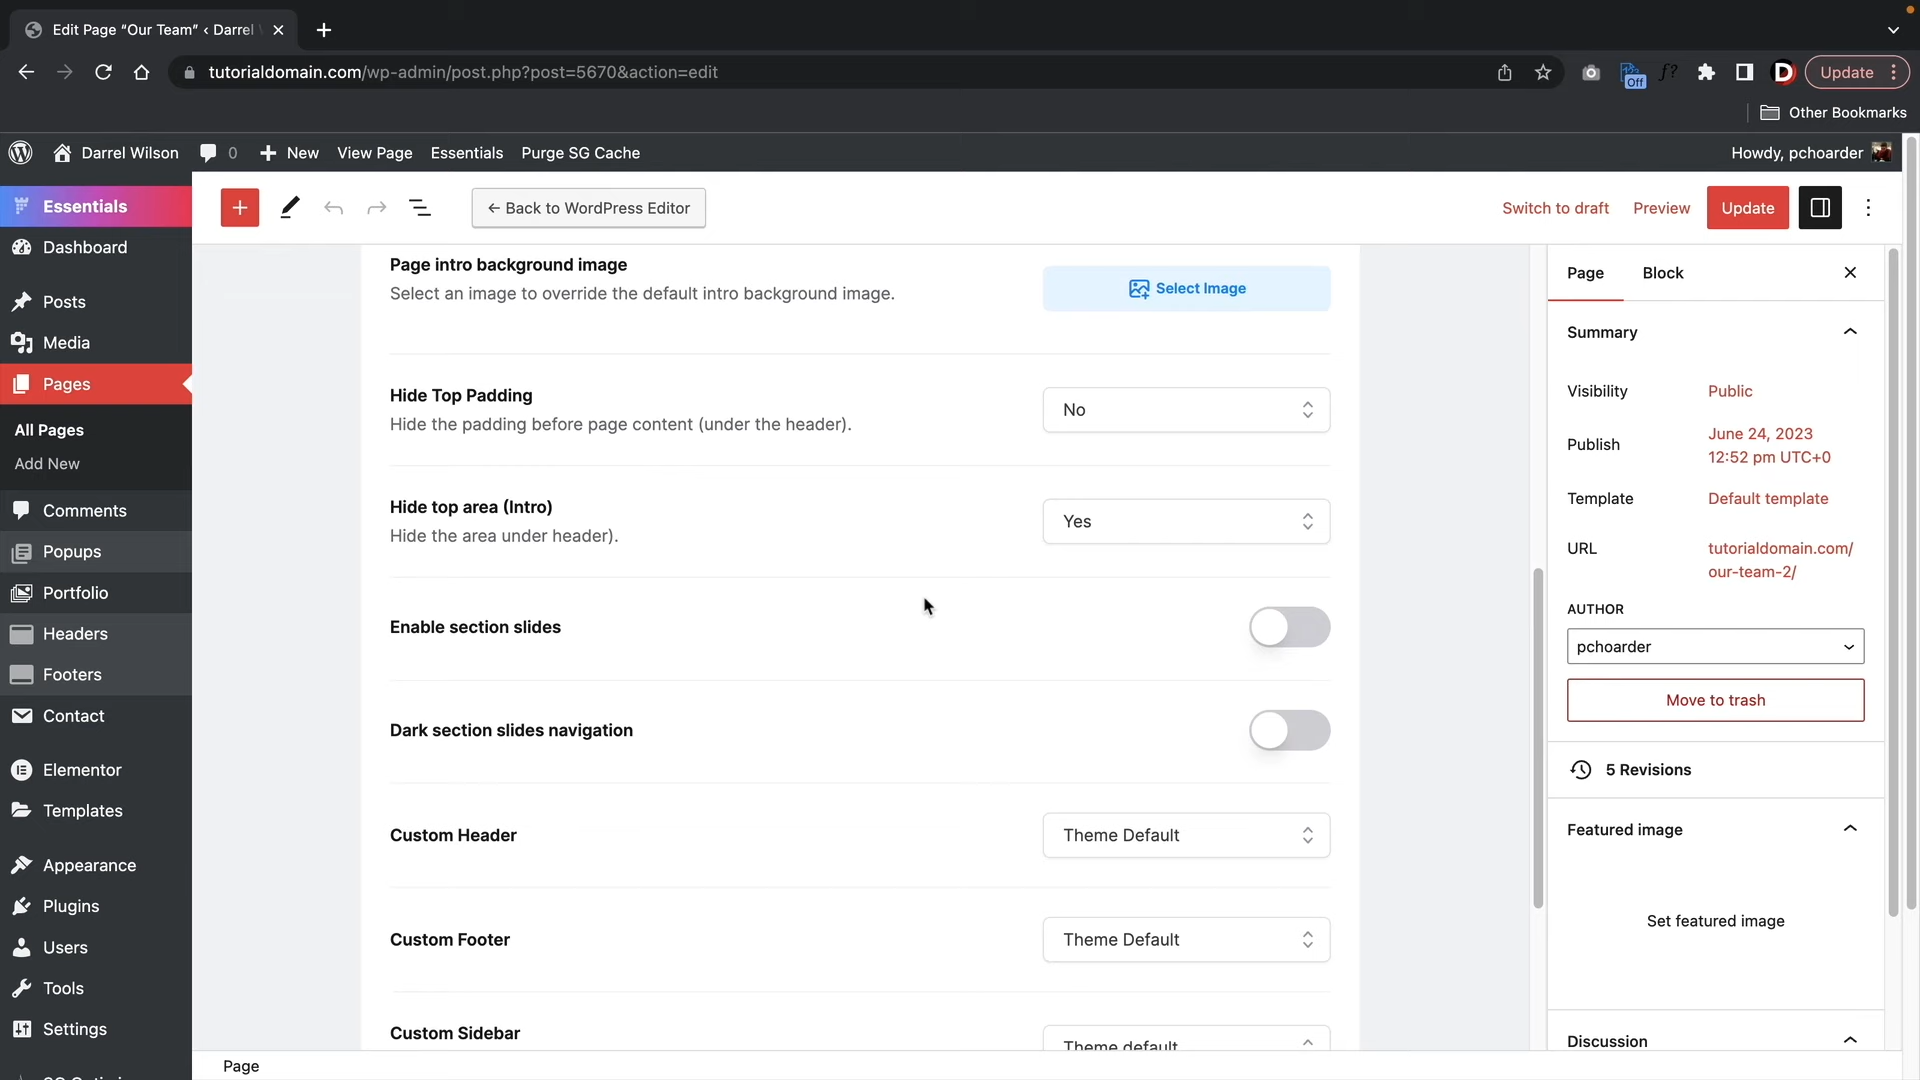 Edit Page “Our Team” ‹ Darrel
tutorialdomain.com/wp-admin/post.php?post=5670&action=edit
Off
f?
D
Update
Other Bookmarks
Darrel Wilson
0
New
View Page
Essentials
Purge SG Cache
Howdy, pchoarder
Essentials
Dashboard
Posts
Media
Pages
All Pages
Add New
Comments
Popups
Portfolio
Headers
Footers
Contact
Elementor
Templates
Appearance
Plugins
Users
Tools
Settings
← Back to WordPress Editor
Switch to draft
Preview
Update
Page intro background image
Select an image to override the default intro background image.
Select Image
Hide Top Padding
Hide the padding before page content (under the header).
No
Hide top area (Intro)
Hide the area under header).
Yes
Enable section slides
Dark section slides navigation
Custom Header
Theme Default
Custom Footer
Theme Default
Custom Sidebar
Theme default
Page
Page
Block
Summary
Visibility
Public
Publish
June 24, 2023
12:52 pm UTC+0
Template
Default template
URL
tutorialdomain.com/
our-team-2/
AUTHOR
pchoarder
Move to trash
5 Revisions
Featured image
Set featured image
Discussion